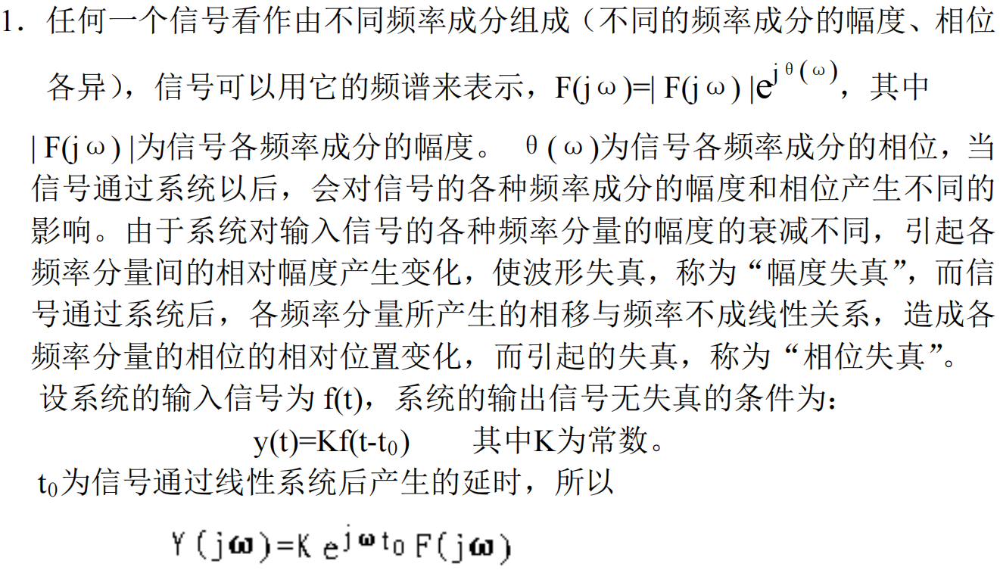 1. 任何一个信号看作由不同频率成分组成（不同的频率成分的幅度、相位
各异），信号可以用它的频谱来表示，F(jω)=| F(jω) |e^{jθ(ω)}，其中
| F(jω) |为信号各频率成分的幅度。 θ(ω)为信号各频率成分的相位，当
信号通过系统以后，会对信号的各种频率成分的幅度和相位产生不同的
影响。由于系统对输入信号的各种频率分量的幅度的衰减不同，引起各
频率分量间的相对幅度产生变化，使波形失真，称为“幅度失真”，而信
号通过系统后，各频率分量所产生的相移与频率不成线性关系，造成各
频率分量的相位的相对位置变化，而引起的失真，称为“相位失真”。
设系统的输入信号为 f(t)，系统的输出信号无失真的条件为：
y(t)=Kf(t-t₀) 其中K为常数。
t₀为信号通过线性系统后产生的延时，所以
Y(jω)=K e^{jωt₀} F(jω)